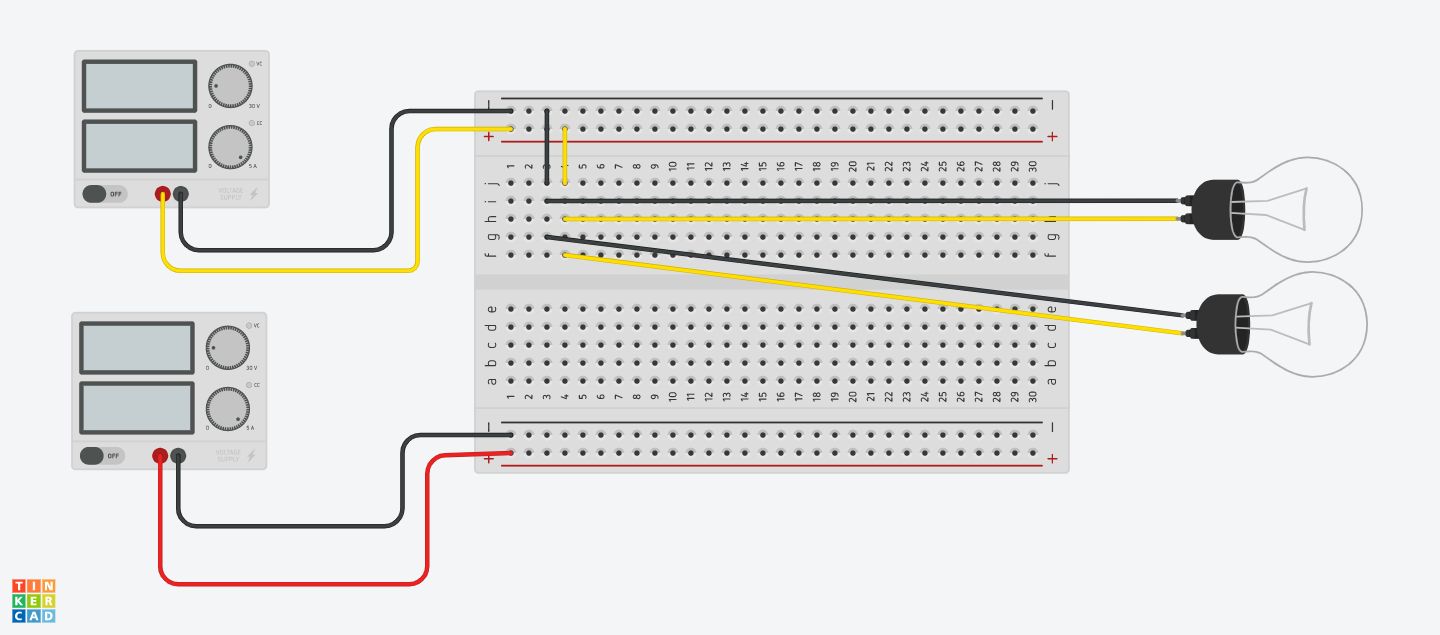 VC
0 30 V
CC
0 5 A
OFF
VOLTAGE
SUPPLY
VC
0 30 V
CC
0 5 A
OFF
VOLTAGE
SUPPLY
− −
+ +
1 2 3 4 5 6 7 8 9 10 11 12 13 14 15 16 17 18 19 20 21 22 23 24 25 26 27 28 29 30
j j
i i
h h
g g
f f
e e
d d
c c
b b
a a
1 2 3 4 5 6 7 8 9 10 11 12 13 14 15 16 17 18 19 20 21 22 23 24 25 26 27 28 29 30
− −
+ +
TIN
KER
CAD